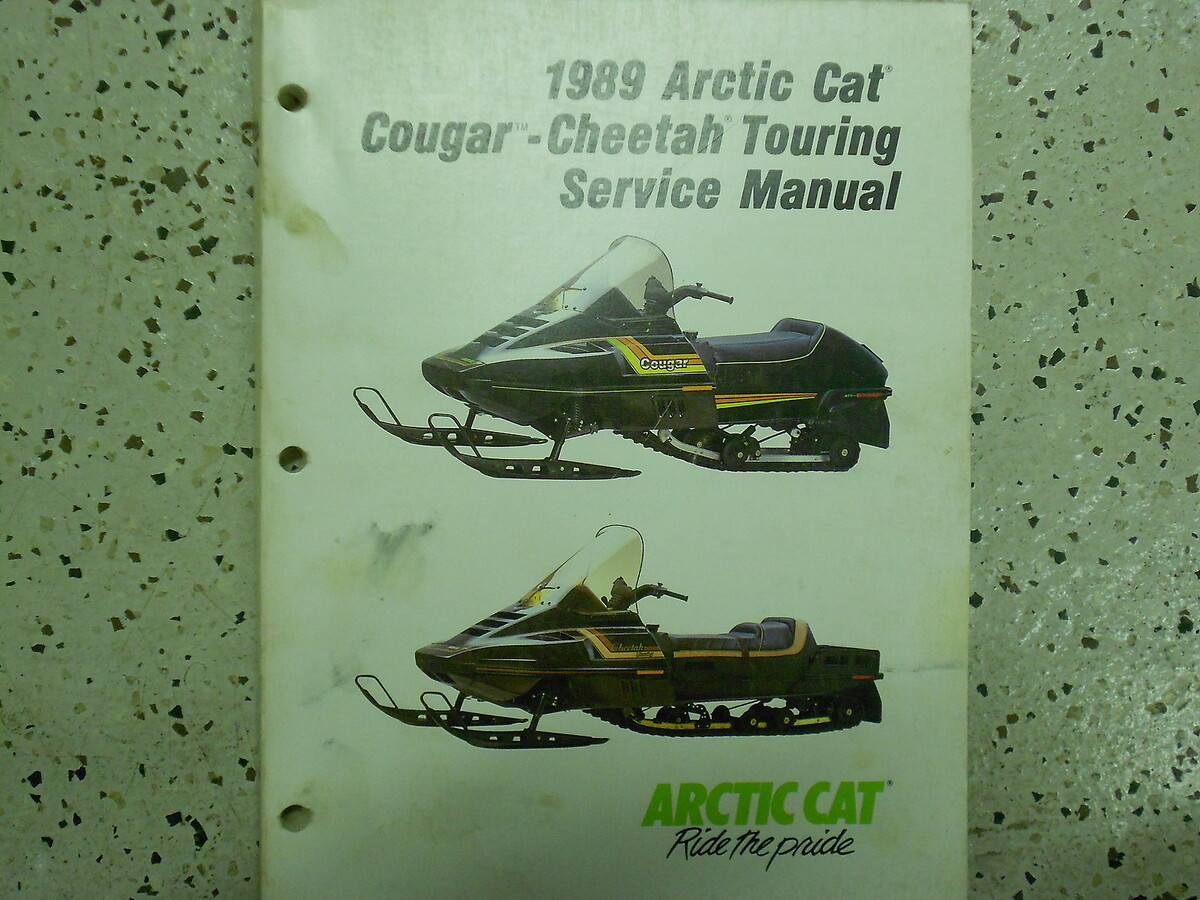 1989 Arctic Cat®
Cougar™-Cheetah® Touring
Service Manual
Cougar
Cheetah
ARCTIC CAT®
Ride the pride